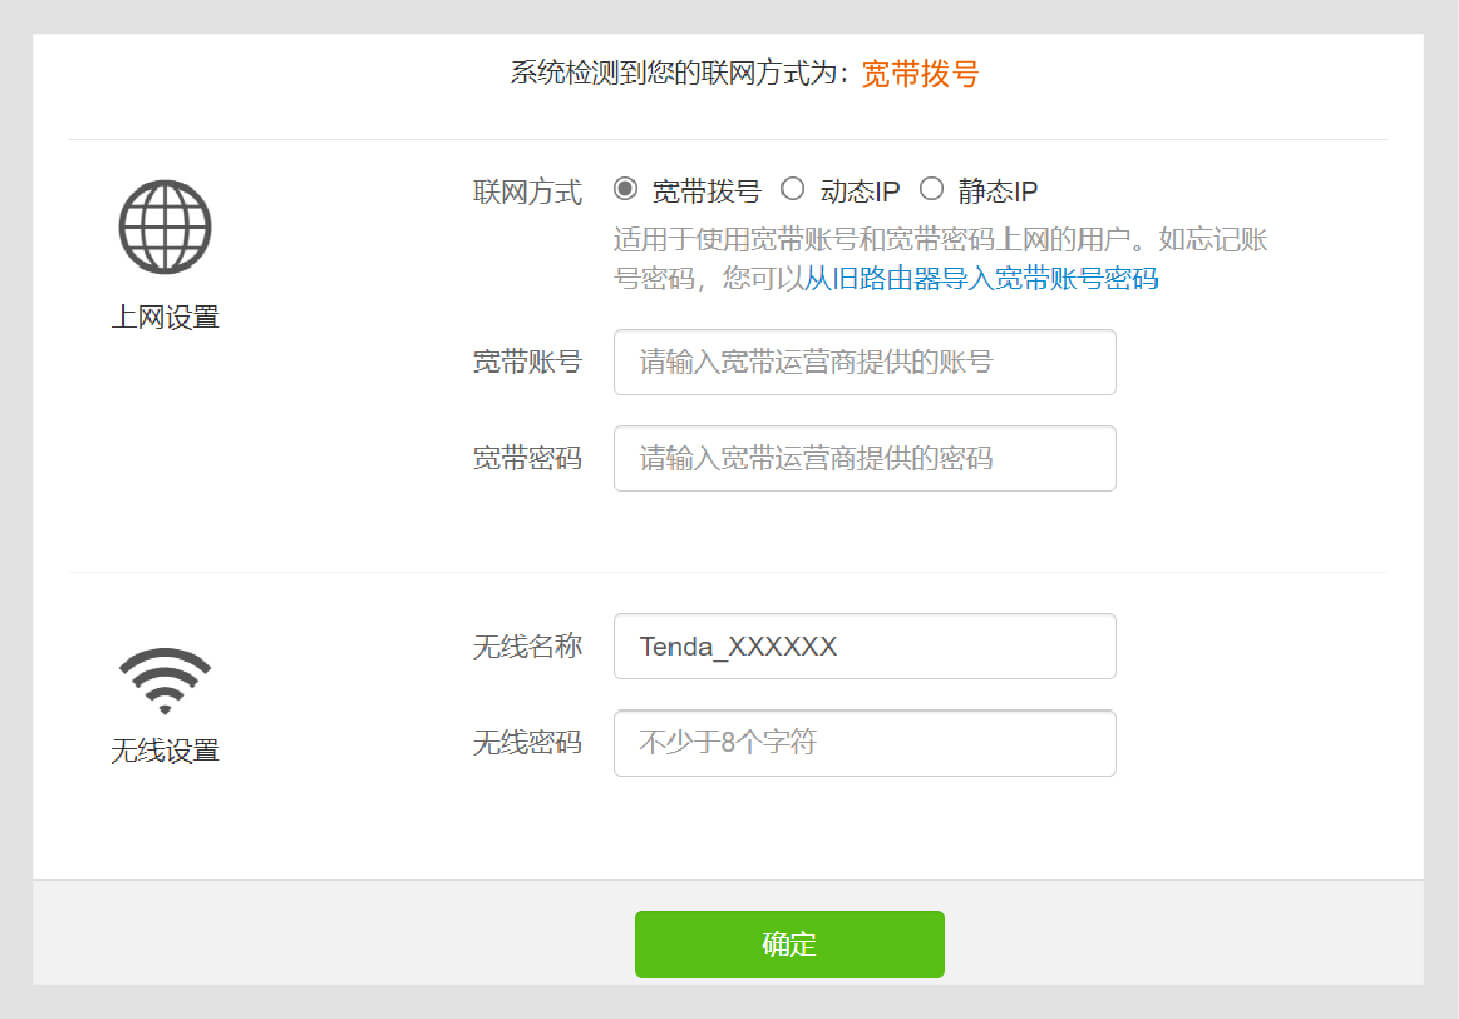 系统检测到您的联网方式为：宽带拨号
联网方式 宽带拨号 动态IP 静态IP
适用于使用宽带账号和宽带密码上网的用户。如忘记账
号密码，您可以从旧路由器导入宽带账号密码
上网设置
宽带账号 请输入宽带运营商提供的账号
宽带密码 请输入宽带运营商提供的密码
无线名称 Tenda_XXXXXX
无线设置
无线密码 不少于8个字符
确定